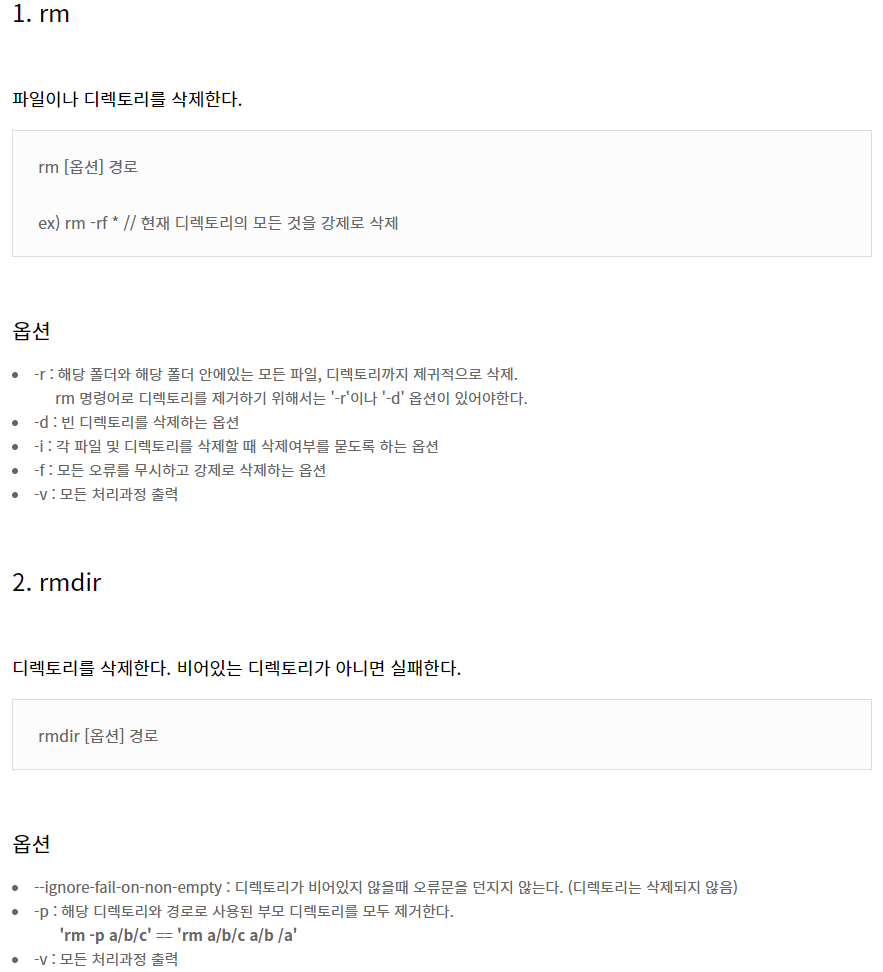 1. rm
파일이나 디렉토리를 삭제한다.
rm [옵션] 경로
ex) rm -rf * // 현재 디렉토리의 모든 것을 강제로 삭제
옵션
-r : 해당 폴더와 해당 폴더 안에있는 모든 파일, 디렉토리까지 제귀적으로 삭제.
rm 명령어로 디렉토리를 제거하기 위해서는 '-r'이나 '-d' 옵션이 있어야한다.
-d : 빈 디렉토리를 삭제하는 옵션
-i : 각 파일 및 디렉토리를 삭제할 때 삭제여부를 묻도록 하는 옵션
-f : 모든 오류를 무시하고 강제로 삭제하는 옵션
-v : 모든 처리과정 출력
2. rmdir
디렉토리를 삭제한다. 비어있는 디렉토리가 아니면 실패한다.
rmdir [옵션] 경로
옵션
--ignore-fail-on-non-empty : 디렉토리가 비어있지 않을때 오류문을 던지지 않는다. (디렉토리는 삭제되지 않음)
-p : 해당 디렉토리와 경로로 사용된 부모 디렉토리를 모두 제거한다.
'rm -p a/b/c' == 'rm a/b/c a/b /a'
-v : 모든 처리과정 출력